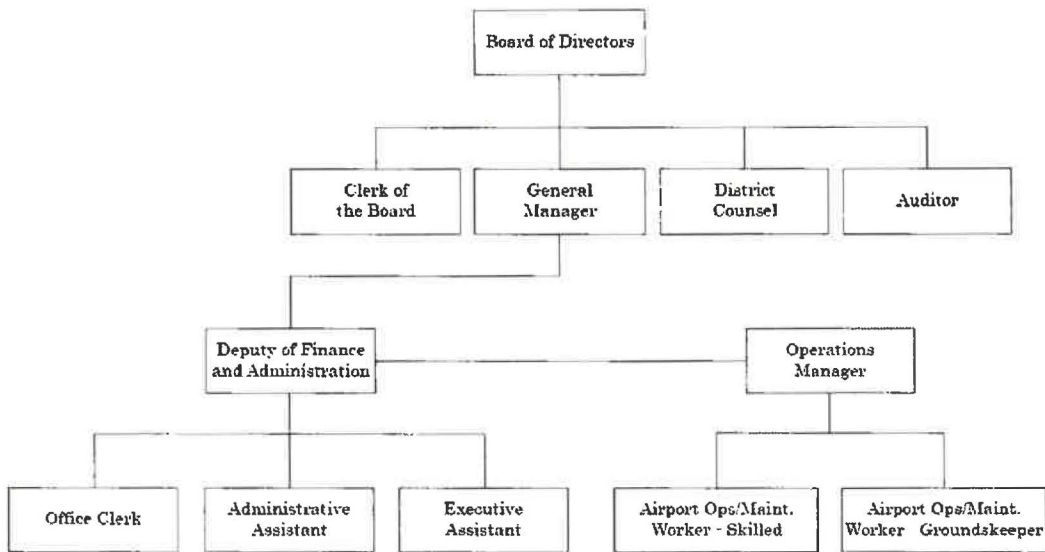 Board of Directors
Clerk of
the Board
General
Manager
District
Counsel
Auditor
Deputy of Finance
and Administration
Operations
Manager
Office Clerk
Administrative
Assistant
Executive
Assistant
Airport Ops/Maint.
Worker - Skilled
Airport Ops/Maint.
Worker - Groundskeeper